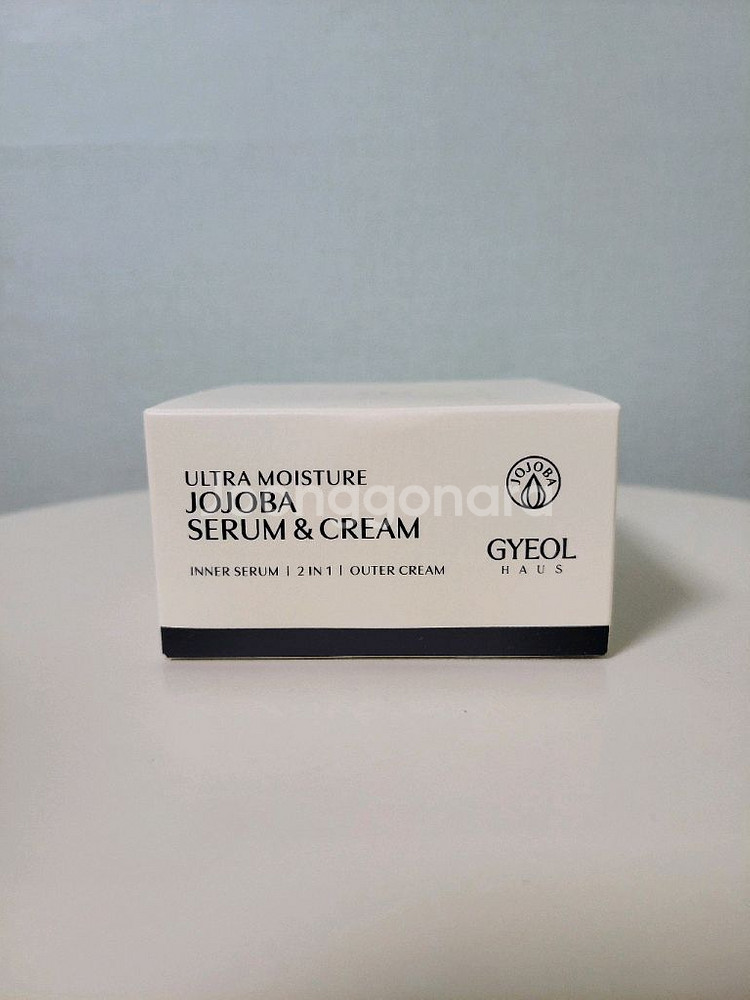 ULTRA MOISTURE
JOJOBA
SERUM & CREAM
INNER SERUM | 2 IN 1 | OUTER CREAM
JOJOBA
GYEOL
HAUS